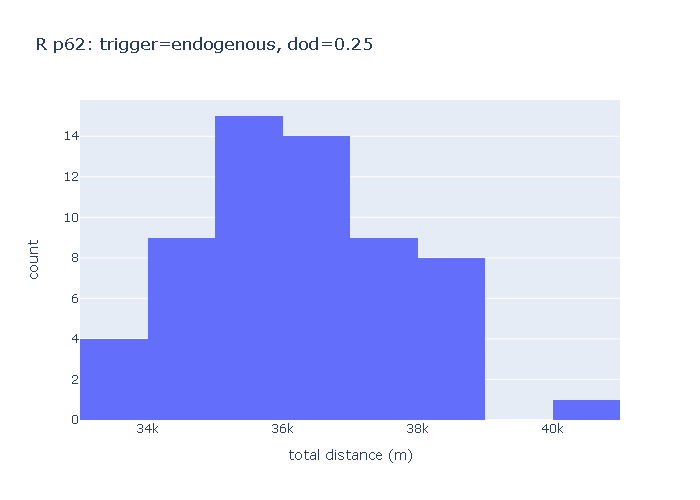 R p62: trigger=endogenous, dod=0.25
14
12
10
8
6
4
2
0
count
34k
36k
38k
40k
total distance (m)